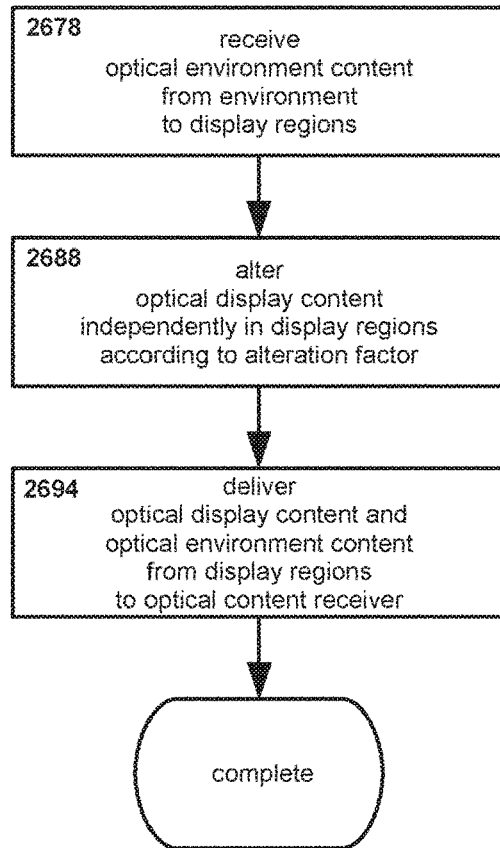 2678
receive
optical environment content
from environment
to display regions
2688
alter
optical display content
independently in display regions
according to alteration factor
2694
deliver
optical display content and
optical environment content
from display regions
to optical content receiver
complete